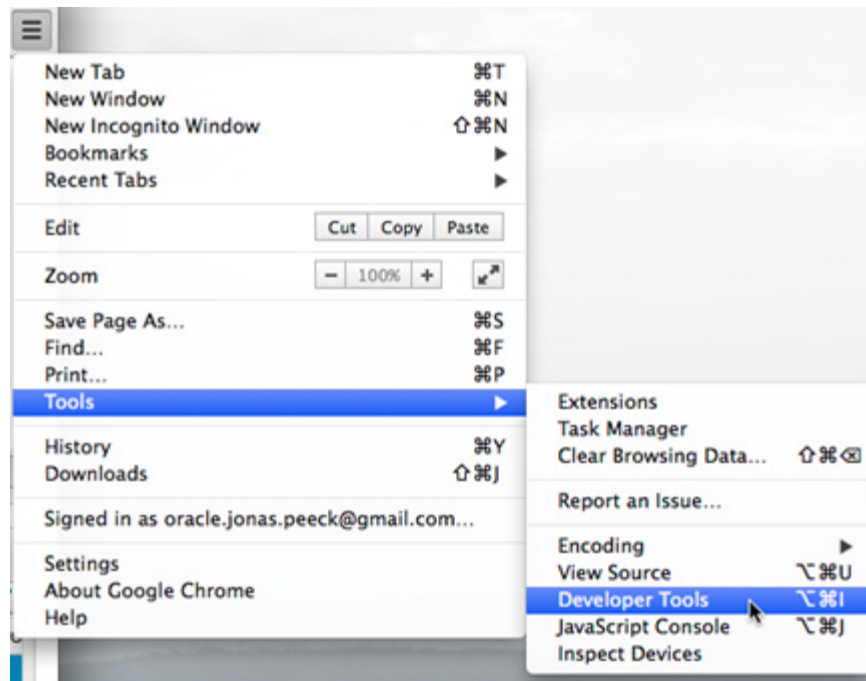 New Tab ⌘T
New Window ⌘N
New Incognito Window ⇧⌘N
Bookmarks ▶
Recent Tabs ▶
Edit Cut Copy Paste
Zoom − 100% +
Save Page As... ⌘S
Find... ⌘F
Print... ⌘P
Tools ▶
History ⌘Y
Downloads ⇧⌘J
Signed in as oracle.jonas.peeck@gmail.com...
Settings
About Google Chrome
Help
Extensions
Task Manager
Clear Browsing Data... ⇧⌘⌫
Report an Issue...
Encoding ▶
View Source ⌥⌘U
Developer Tools ⌥⌘I
JavaScript Console ⌥⌘J
Inspect Devices